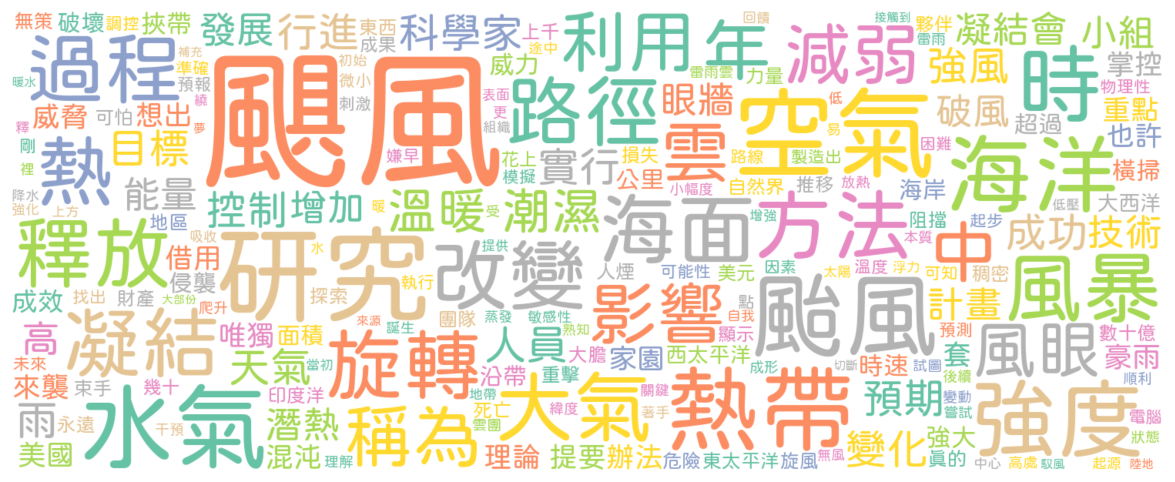 無策 破壞 調控 挾帶 發展 行進 東西 成果 科學家 上千 途中 利用 年 回饋 減弱 接觸到 夥伴 雷雨 凝結會 小組
過程 補充 準確 預報 初始 微小 刺激 颶風 威力 路徑 雷雨雲 力量 強風 時 掌控 物理性
暖水 繞 威脅 可怕 想出 表面 更 組織 眼牆 空氣 低 易 破風 超過 重點 也許
釋 剛 夢 裡 熱 目標 嫌早 花上 模擬 實行 損失 公里 雲 路線 製造出 困難 海洋 橫掃
降水 強化 能量 控制 增加 溫暖 暖 受 潮濕 小幅度 自然界 推移 放熱 海岸 低壓 大西洋
上方 地區 吸收 釋放 借用 研究 水 提供 改變 海面 增強 方法 阻擋 本質 起步 中 成功 技術
侵襲 探索 執行 人煙 可能性 美元 因素 太陽 溫度 浮力 可知 稠密 風暴
成效 找出 財產 大部份 爬升 團隊 蒸發 敏感性 影響 點 颱風 計畫
高 凝結 唯獨 面積 來源 誕生 熟知 顯示 自我 預測 風眼 數十億
未來 天氣 當初 旋轉 人員 大膽 家園 西太平洋 成形 切斷 時速 試圖 套 後續 豪雨 順利
來襲 束手 幾十 印度洋 沿帶 重擊 地帶 緯度 關鍵 著手 熱帶 預期 變動 嘗試 強度
雨 永遠 水氣 干預 潛熱 稱為 死亡 雲團 大氣 電腦 狀態
美國 混沌 理解 理論 提要 辦法 危險 東太平洋 旋風 無風 變化 強大 真的 中心 高處 馭風 起源 陸地